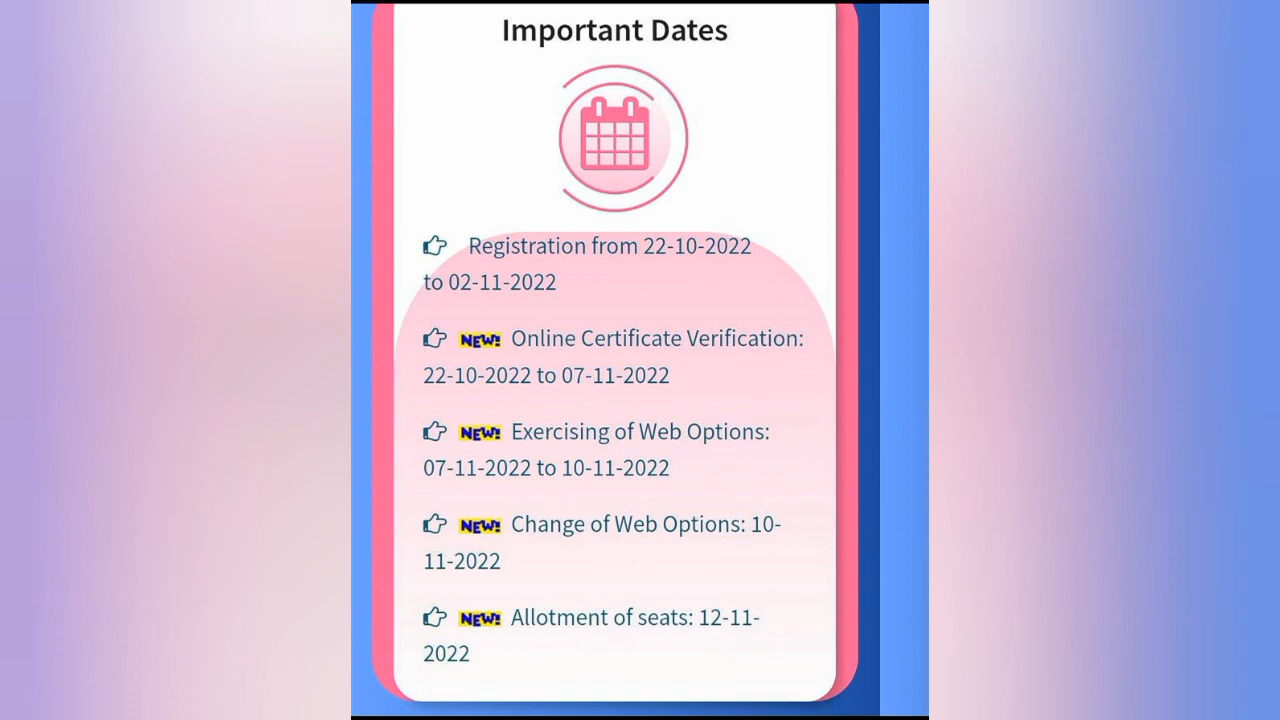 Important Dates
Registration from 22-10-2022
to 02-11-2022
NEW! Online Certificate Verification:
22-10-2022 to 07-11-2022
NEW! Exercising of Web Options:
07-11-2022 to 10-11-2022
NEW! Change of Web Options: 10-
11-2022
NEW! Allotment of seats: 12-11-
2022